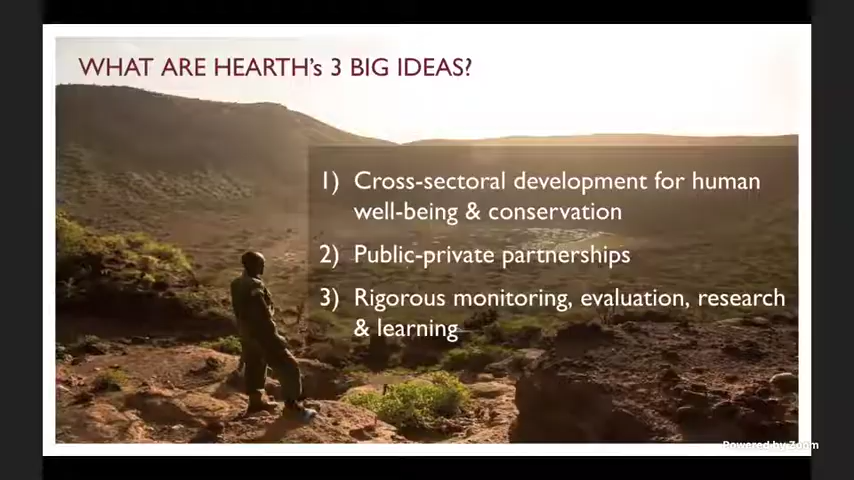 WHAT ARE HEARTH's 3 BIG IDEAS?
1) Cross-sectoral development for human
well-being & conservation
2) Public-private partnerships
3) Rigorous monitoring, evaluation, research
& learning
Powered by Zoom